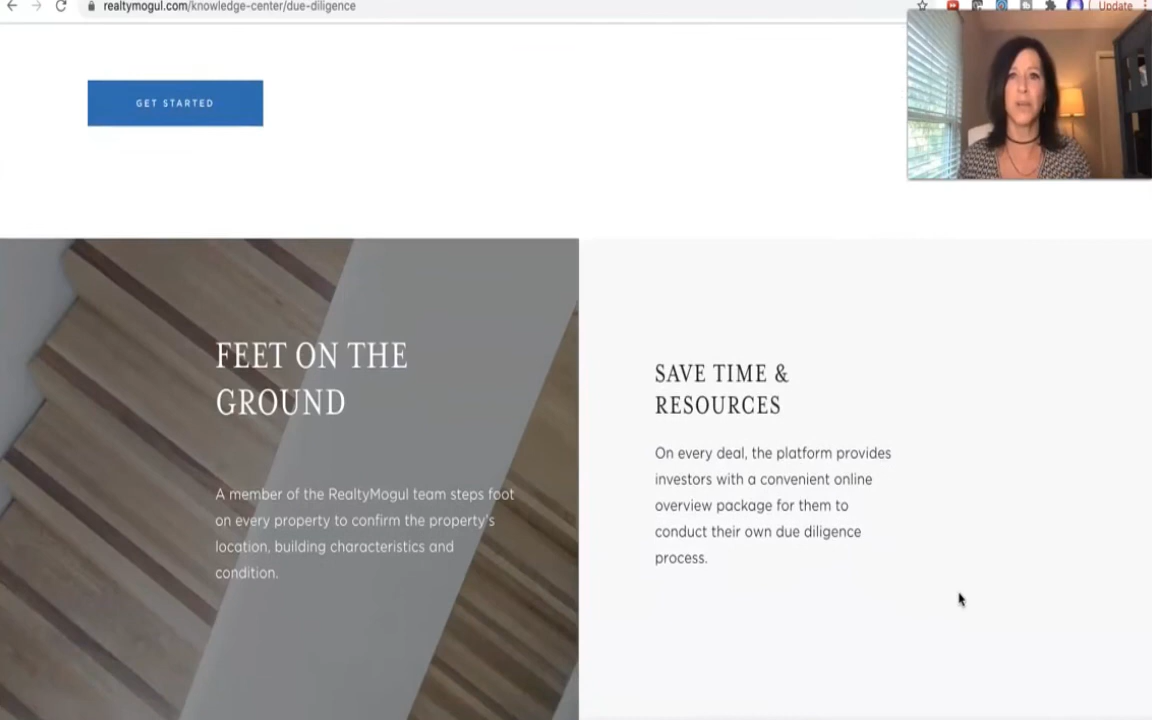 realtymogul.com/knowledge-center/due-diligence
Update
GET STARTED
FEET ON THE
GROUND
A member of the RealtyMogul team steps foot
on every property to confirm the property's
location, building characteristics and
condition.
SAVE TIME &
RESOURCES
On every deal, the platform provides
investors with a convenient online
overview package for them to
conduct their own due diligence
process.